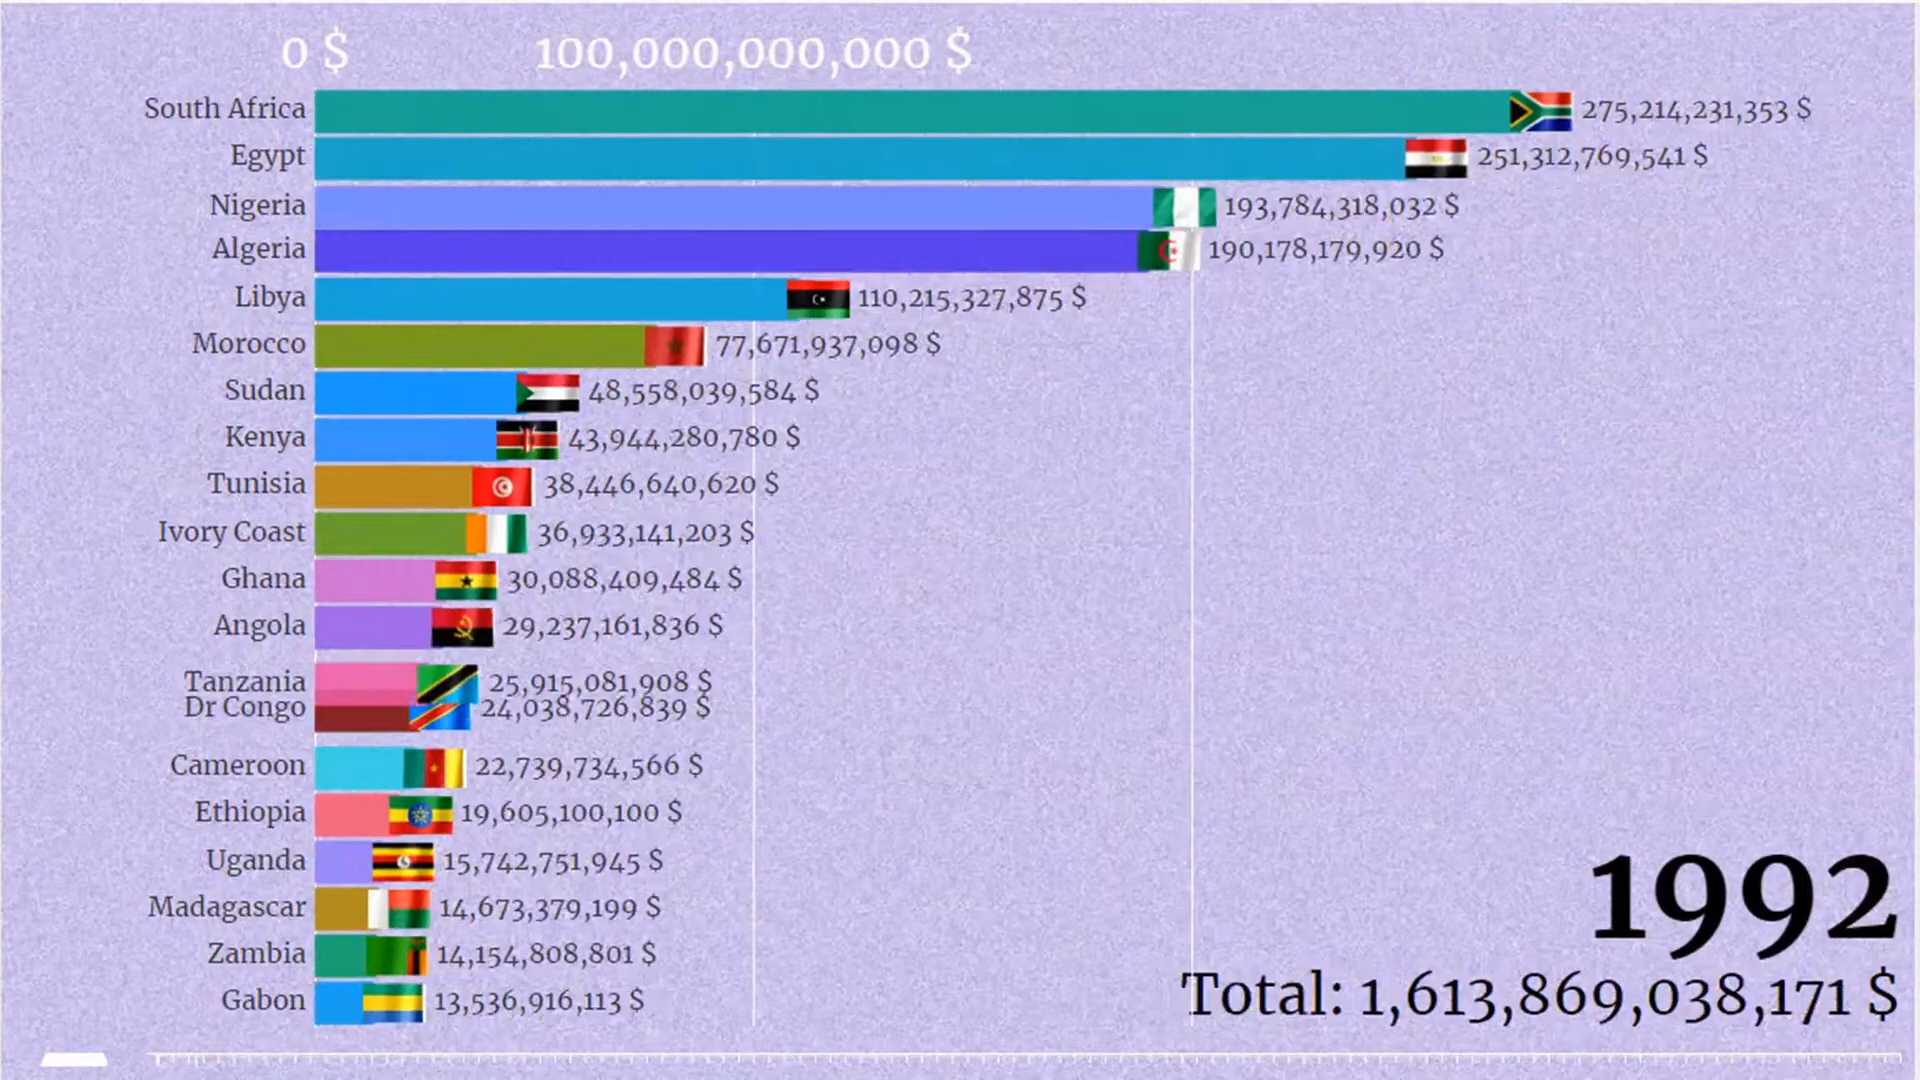 0 $ 100,000,000,000 $
South Africa 275,214,231,353 $
Egypt 251,312,769,541 $
Nigeria 193,784,318,032 $
Algeria 190,178,179,920 $
Libya 110,215,327,875 $
Morocco 77,671,937,098 $
Sudan 48,558,039,584 $
Kenya 43,944,280,780 $
Tunisia 38,446,640,620 $
Ivory Coast 36,933,141,203 $
Ghana 30,088,409,484 $
Angola 29,237,161,836 $
Tanzania 25,915,081,908 $
Dr Congo 24,038,726,839 $
Cameroon 22,739,734,566 $
Ethiopia 19,605,100,100 $
Uganda 15,742,751,945 $
Madagascar 14,673,379,199 $
Zambia 14,154,808,801 $
Gabon 13,536,916,113 $
1992
Total: 1,613,869,038,171 $